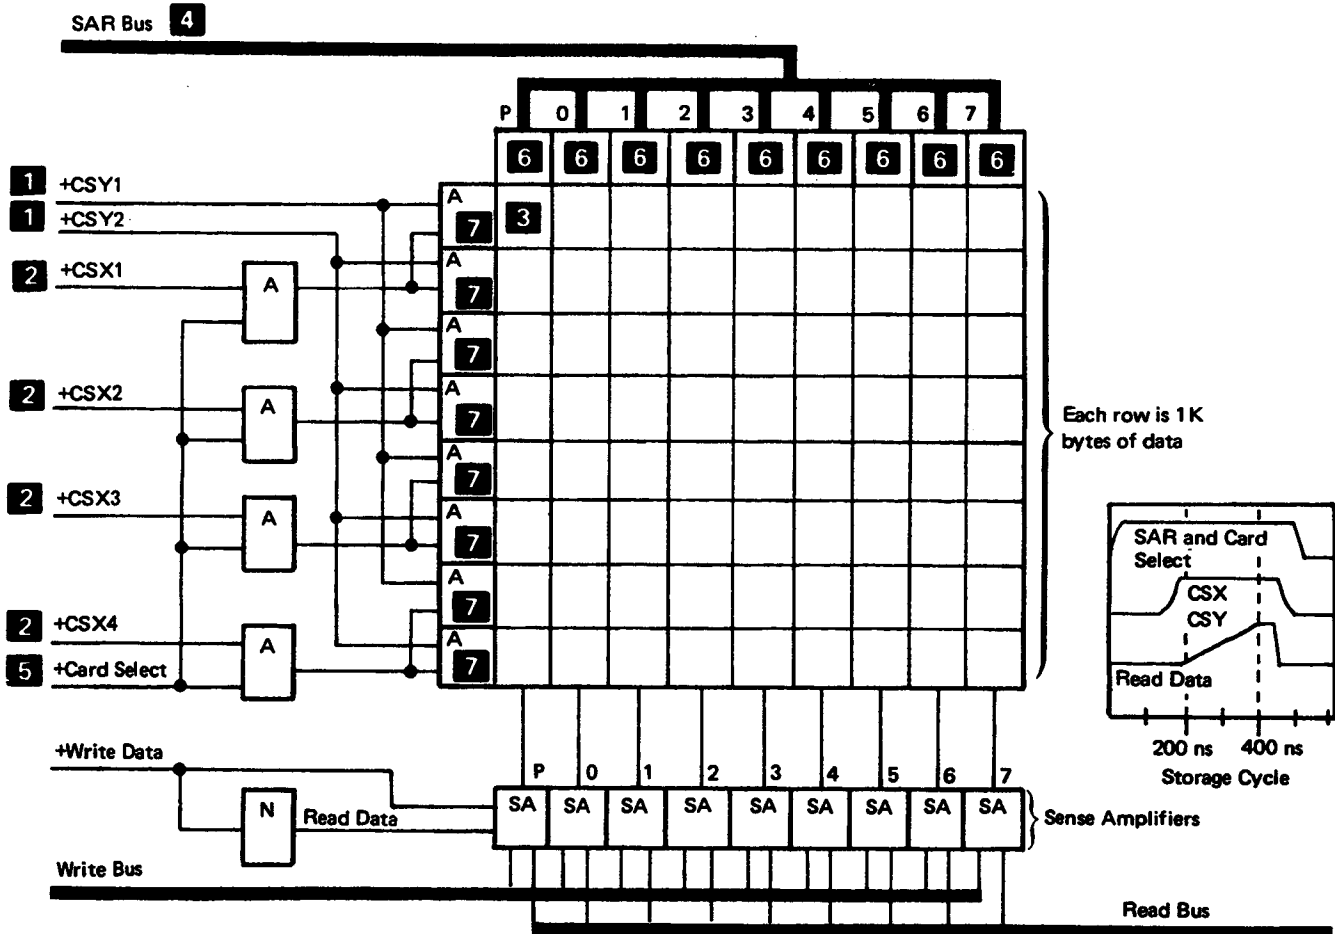 SAR Bus 4
P 0 1 2 3 4 5 6 7
6 6 6 6 6 6 6 6 6
1 +CSY1
1 +CSY2
2 +CSX1
A
2 +CSX2
A
2 +CSX3
A
2 +CSX4
A
5 +Card Select
A
7 3
A
7
A
7
A
7
A
7
A
7
A
7
A
7
Each row is 1K
bytes of data
SAR and Card
Select
CSX
CSY
Read Data
200 ns 400 ns
Storage Cycle
+Write Data
N
Read Data
P 0 1 2 3 4 5 6 7
SA SA SA SA SA SA SA SA SA
Sense Amplifiers
Write Bus
Read Bus